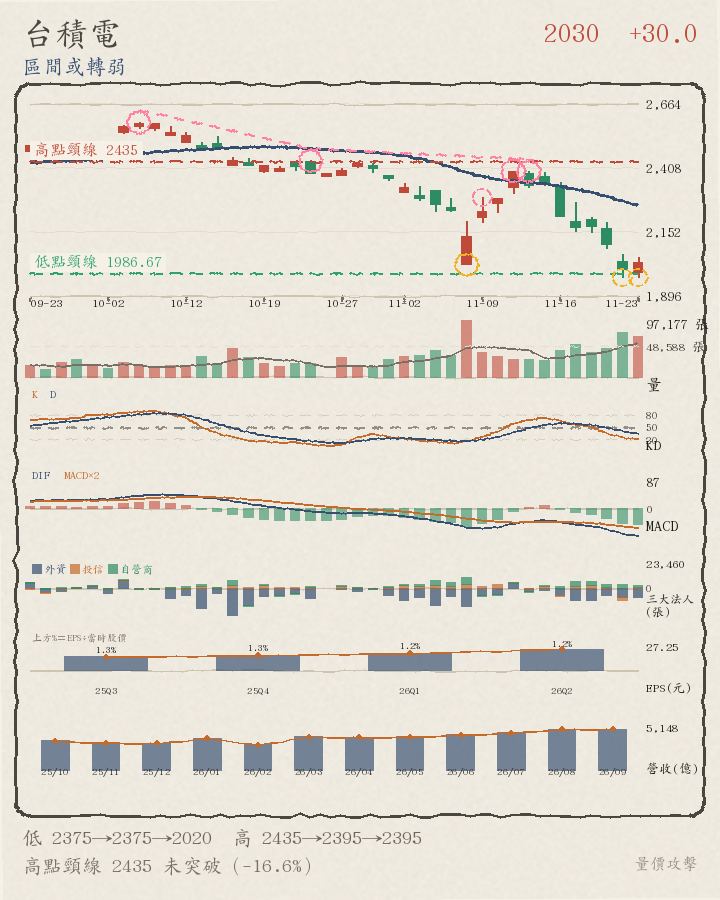 台積電
2030 +30.0
區間或轉弱
2,664
高點頸線 2435
2,408
2,152
低點頸線 1986.67
1,896
09-23 10-02 10-12 10-19 10-27 11-02 11-09 11-16 11-23
97,177 張
48,588 張
量
K D
80
50
20
KD
DIF MACD×2
87
0
MACD
外資 投信 自營商
23,460
0
三大法人
(張)
上方%=EPS÷當時股價
1.3% 1.3% 1.2% 1.2%
27.25
25Q3 25Q4 26Q1 26Q2
EPS(元)
5,148
25/10 25/11 25/12 26/01 26/02 26/03 26/04 26/05 26/06 26/07 26/08 26/09
營收(億)
低 2375→2375→2020 高 2435→2395→2395
高點頸線 2435 未突破 (-16.6%)
量價攻擊